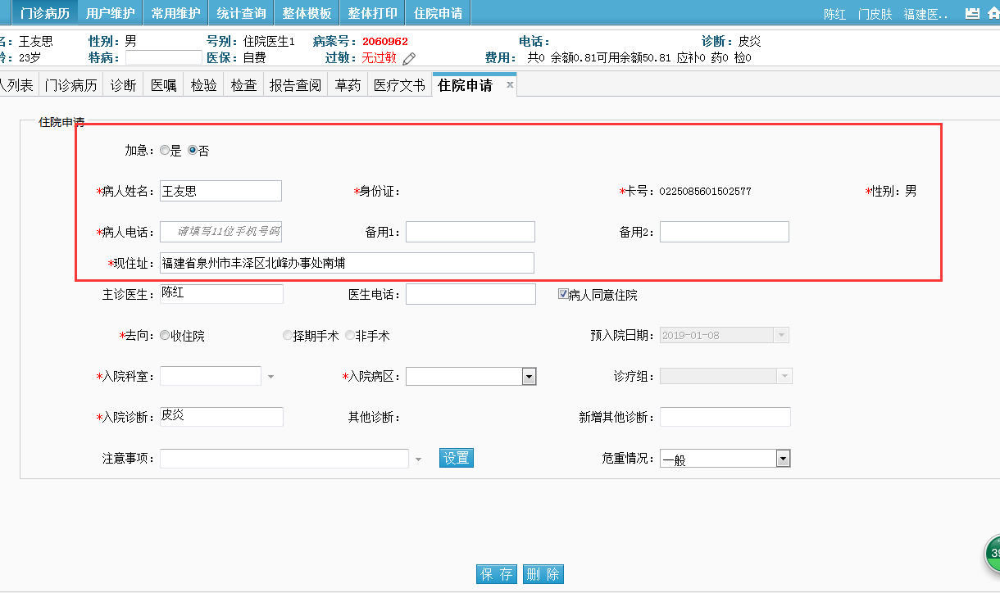 门诊病历 用户维护 常用维护 统计查询 整体模板 整体打印 住院申请 陈红 门皮肤 福建医..
名：王友思 性别：男 号别：住院医生1 病案号：2060962 电话： 诊断：皮炎
龄：23岁 特病： 医保：自费 过敏：无过敏 费用： 共0 余额0.81可用余额50.81 应补0 药0 检0
人列表 门诊病历 诊断 医嘱 检验 检查 报告查阅 草药 医疗文书 住院申请 x
住院申请
加急：是 否
*病人姓名：王友思 *身份证： *卡号：0225085601502577 *性别：男
*病人电话：请填写11位手机号码 备用1： 备用2：
*现住址：福建省泉州市丰泽区北峰办事处南埔
主诊医生：陈红 医生电话： 病人同意住院
*去向：收住院 择期手术 非手术 预入院日期：2019-01-08
*入院科室： *入院病区： 诊疗组：
*入院诊断：皮炎 其他诊断： 新增其他诊断：
注意事项： 设置 危重情况：一般
保 存 删 除